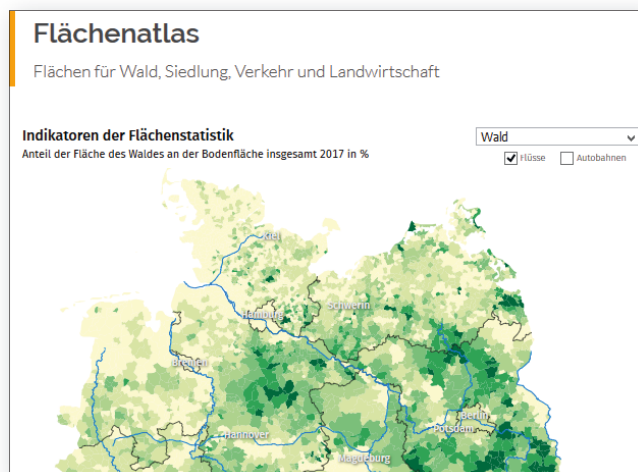 Flächenatlas
Flächen für Wald, Siedlung, Verkehr und Landwirtschaft
Indikatoren der Flächenstatistik
Anteil der Fläche des Waldes an der Bodenfläche insgesamt 2017 in %
Wald
Flüsse
Autobahnen
Kiel
Schwerin
Hamburg
Bremen
Berlin
Potsdam
Hannover
Magdeburg